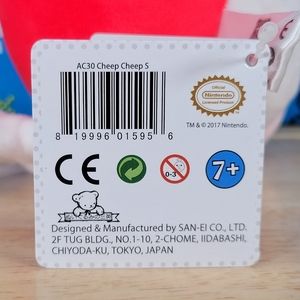 AC30 Cheep Cheep S
8 19996 01595 6
Official
Nintendo
Licensed Product
TM & © 2017 Nintendo.
CE
0-3
7+
Designed & Manufactured by SAN-EI CO., LTD.
2F TUG BLDG., NO.1-10, 2-CHOME, IIDABASHI,
CHIYODA-KU, TOKYO, JAPAN